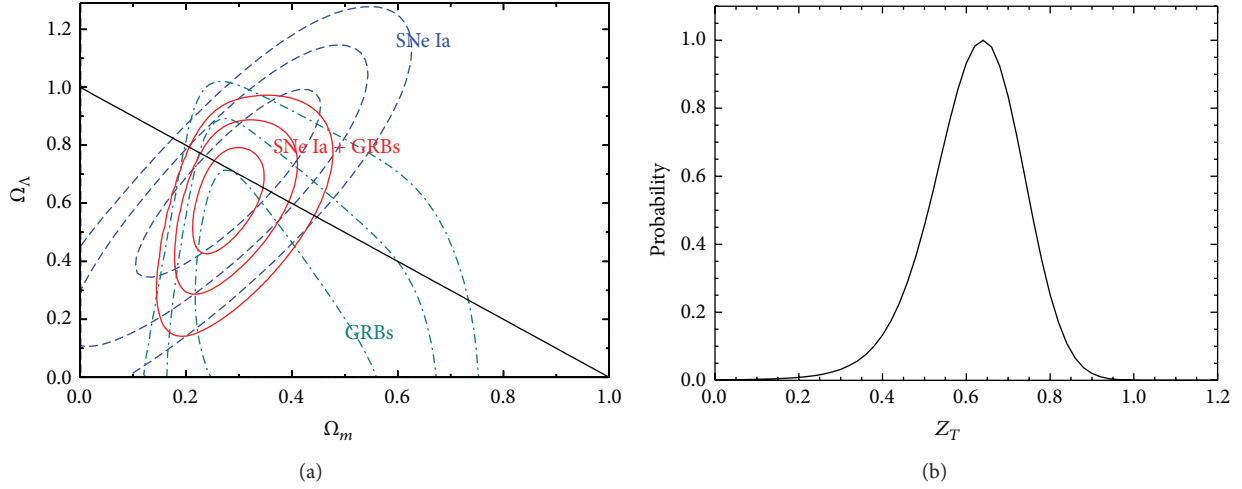 1.2
1.0
0.8
0.6
0.4
0.2
0.0
Ω_Λ
SNe Ia
SNe Ia + GRBs
GRBs
0.0 0.2 0.4 0.6 0.8 1.0
Ω_m
(a)
1.0
0.8
0.6
0.4
0.2
0.0
Probability
0.0 0.2 0.4 0.6 0.8 1.0 1.2
Z_T
(b)